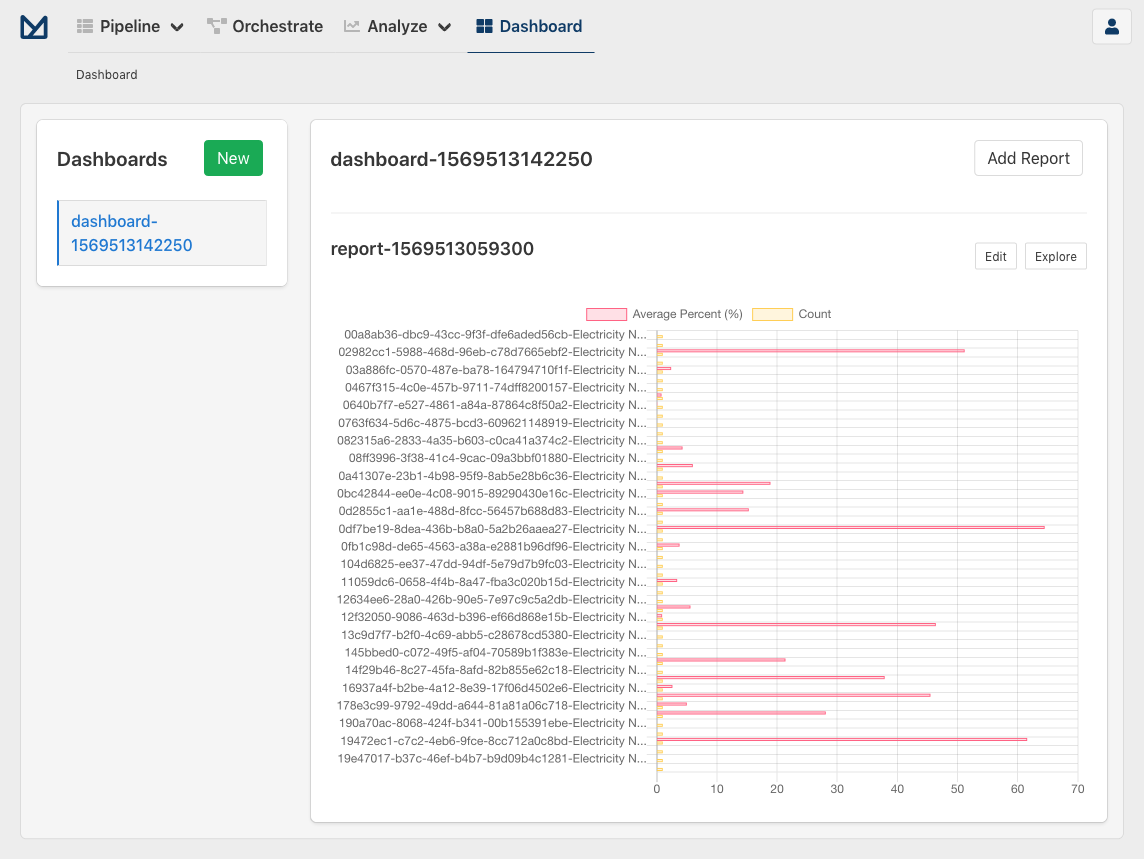 Pipeline Orchestrate Analyze Dashboard
Dashboard
Dashboards New
dashboard-
1569513142250
dashboard-1569513142250 Add Report
report-1569513059300 Edit Explore
Average Percent (%) Count
00a8ab36-dbc9-43cc-9f3f-dfe6aded56cb-Electricity N...
02982cc1-5988-468d-96eb-c78d7665ebf2-Electricity N...
03a886fc-0570-487e-ba78-164794710f1f-Electricity N...
0467f315-4c0e-457b-9711-74dff8200157-Electricity N...
0640b7f7-e527-4861-a84a-87864c8f50a2-Electricity N...
0763f634-5d6c-4875-bcd3-609621148919-Electricity N...
082315a6-2833-4a35-b603-c0ca41a374c2-Electricity N...
08ff3996-3f38-41c4-9cac-09a3bbf01880-Electricity N...
0a41307e-23b1-4b98-95f9-8ab5e28b6c36-Electricity N...
0bc42844-ee0e-4c08-9015-89290430e16c-Electricity N...
0d2855c1-aa1e-488d-8fcc-56457b688d83-Electricity N...
0df7be19-8dea-436b-b8a0-5a2b26aaea27-Electricity N...
0fb1c98d-de65-4563-a38a-e2881b96df96-Electricity N...
104d6825-ee37-47dd-94df-5e79d7b9fc03-Electricity N...
11059dc6-0658-4f4b-8a47-fba3c020b15d-Electricity N...
12634ee6-28a0-426b-90e5-7e97c9c5a2db-Electricity N...
12f32050-9086-463d-b396-ef66d868e15b-Electricity N...
13c9d7f7-b2f0-4c69-abb5-c28678cd5380-Electricity N...
145bbed0-c072-49f5-af04-70589b1f383e-Electricity N...
14f29b46-8c27-45fa-8afd-82b855e62c18-Electricity N...
16937a4f-b2be-4a12-8e39-17f06d4502e6-Electricity N...
178e3c99-9792-49dd-a644-81a81a06c718-Electricity N...
190a70ac-8068-424f-b341-00b155391ebe-Electricity N...
19472ec1-c7c2-4eb6-9fce-8cc712a0c8bd-Electricity N...
19e47017-b37c-46ef-b4b7-b9d09b4c1281-Electricity N...
0 10 20 30 40 50 60 70